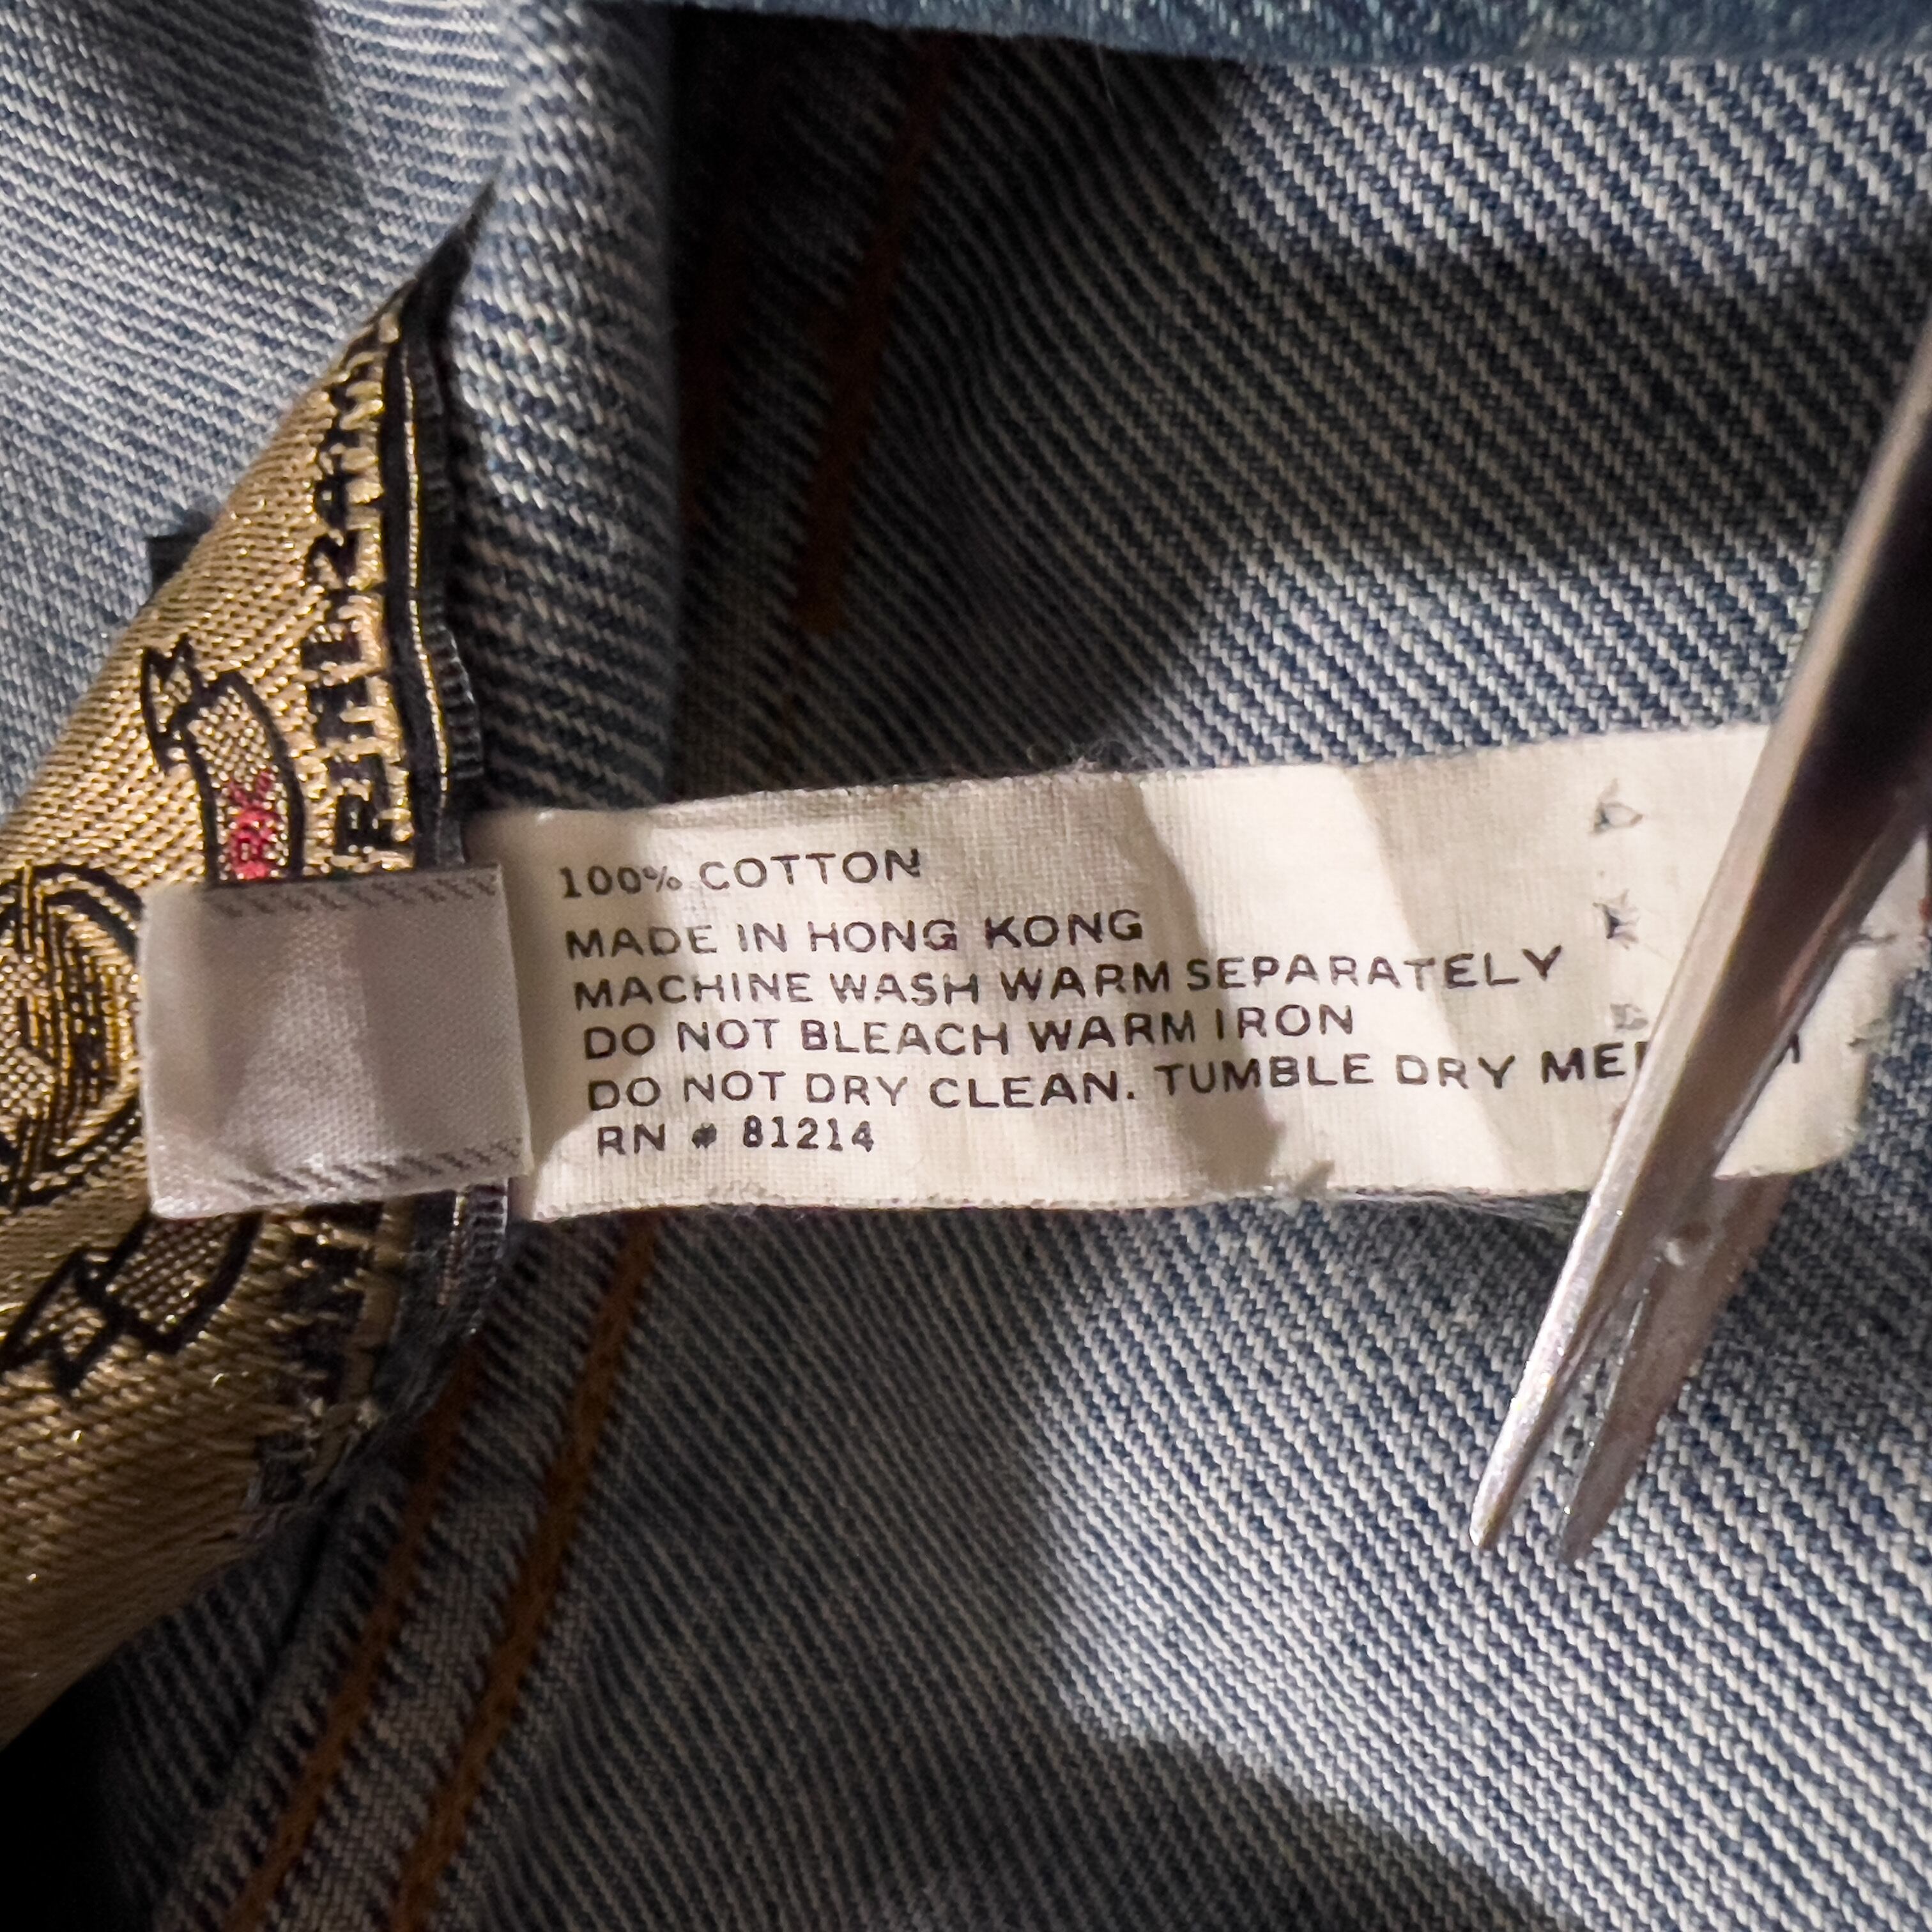 100% COTTON
MADE IN HONG KONG
MACHINE WASH WARM SEPARATELY
DO NOT BLEACH WARM IRON
DO NOT DRY CLEAN. TUMBLE DRY
RN # 81214